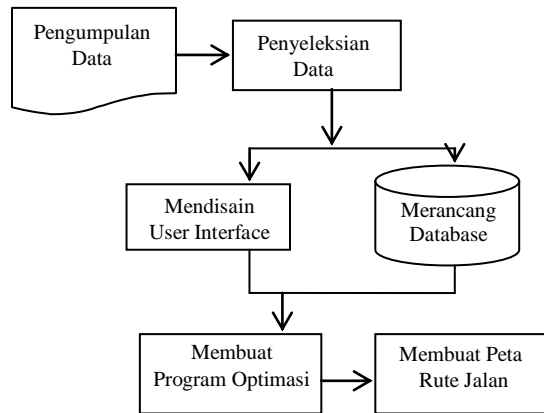 Pengumpulan
Data
Penyeleksian
Data
Mendisain
User Interface
Merancang
Database
Membuat
Program Optimasi
Membuat Peta
Rute Jalan